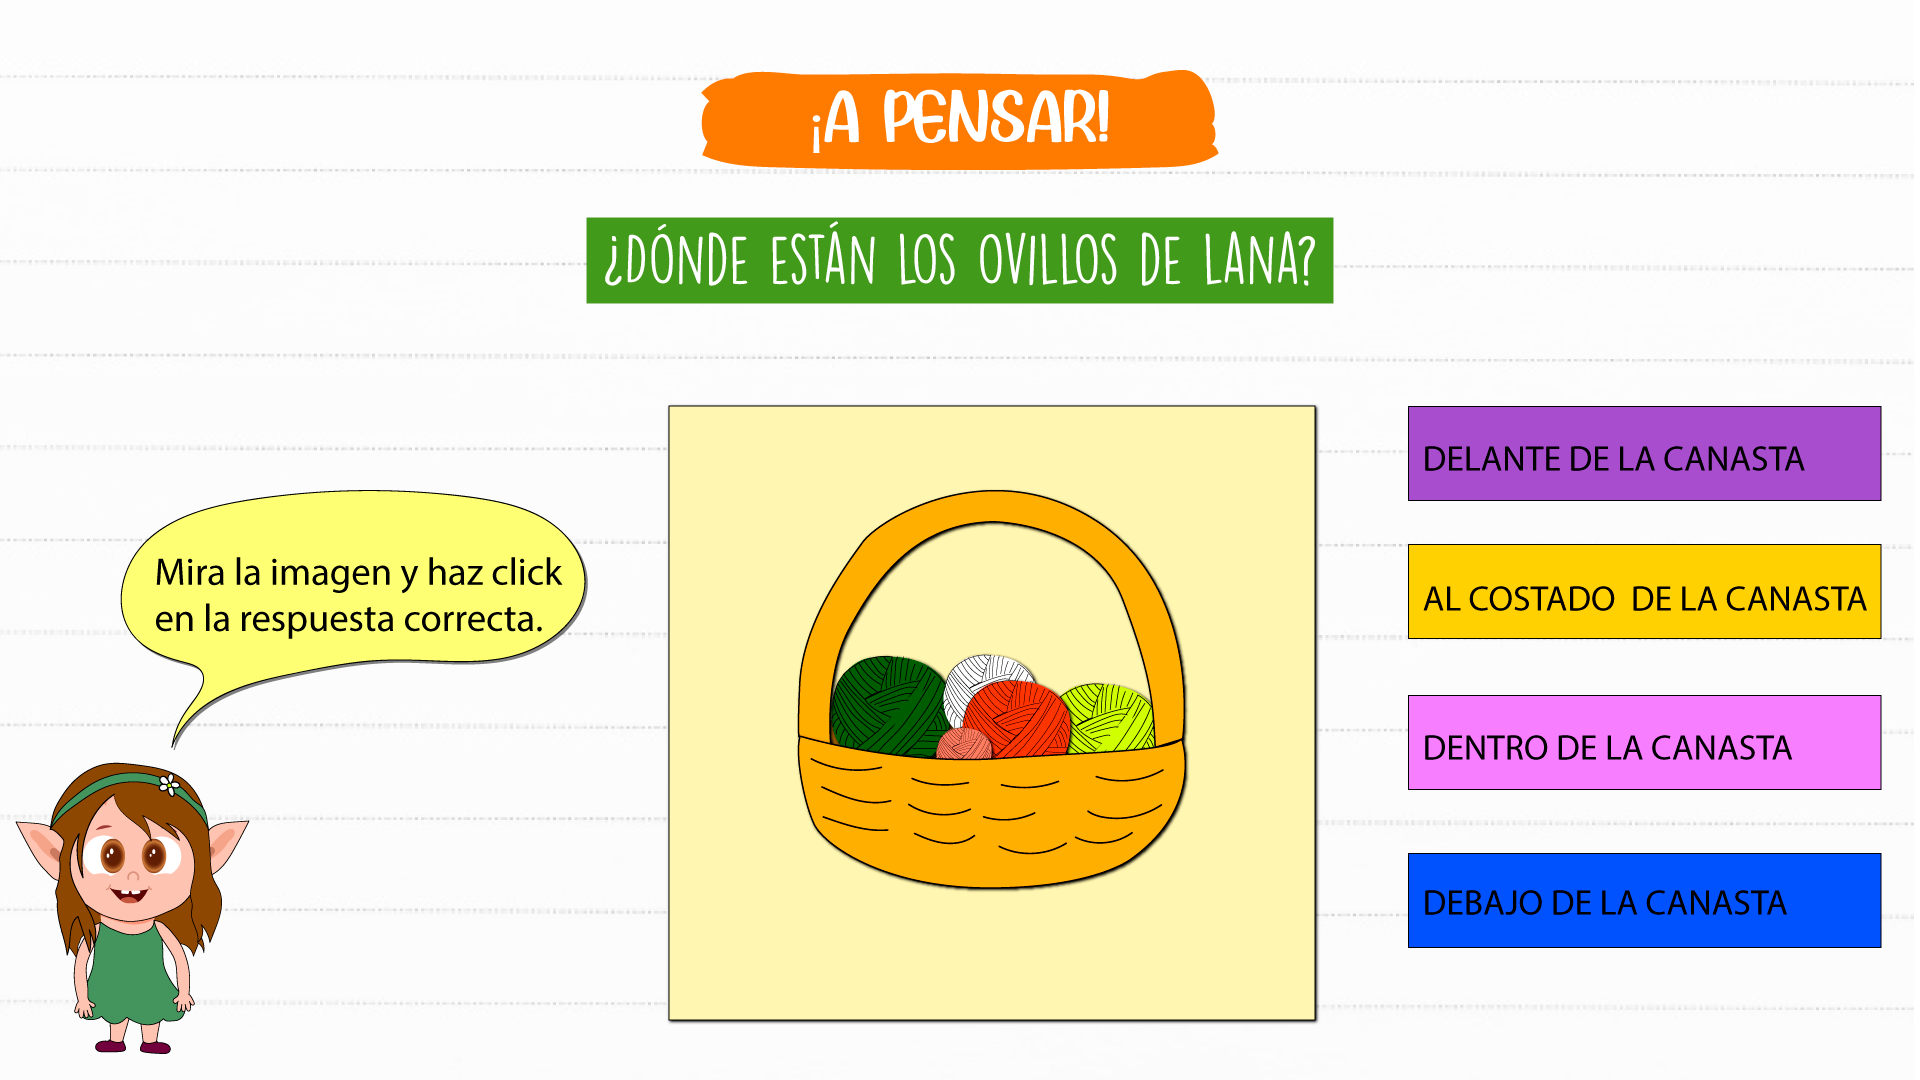 ¡A PENSAR!
¿DÓNDE ESTÁN LOS OVILLOS DE LANA?
Mira la imagen y haz click
en la respuesta correcta.
DELANTE DE LA CANASTA
AL COSTADO  DE LA CANASTA
DENTRO DE LA CANASTA
DEBAJO DE LA CANASTA